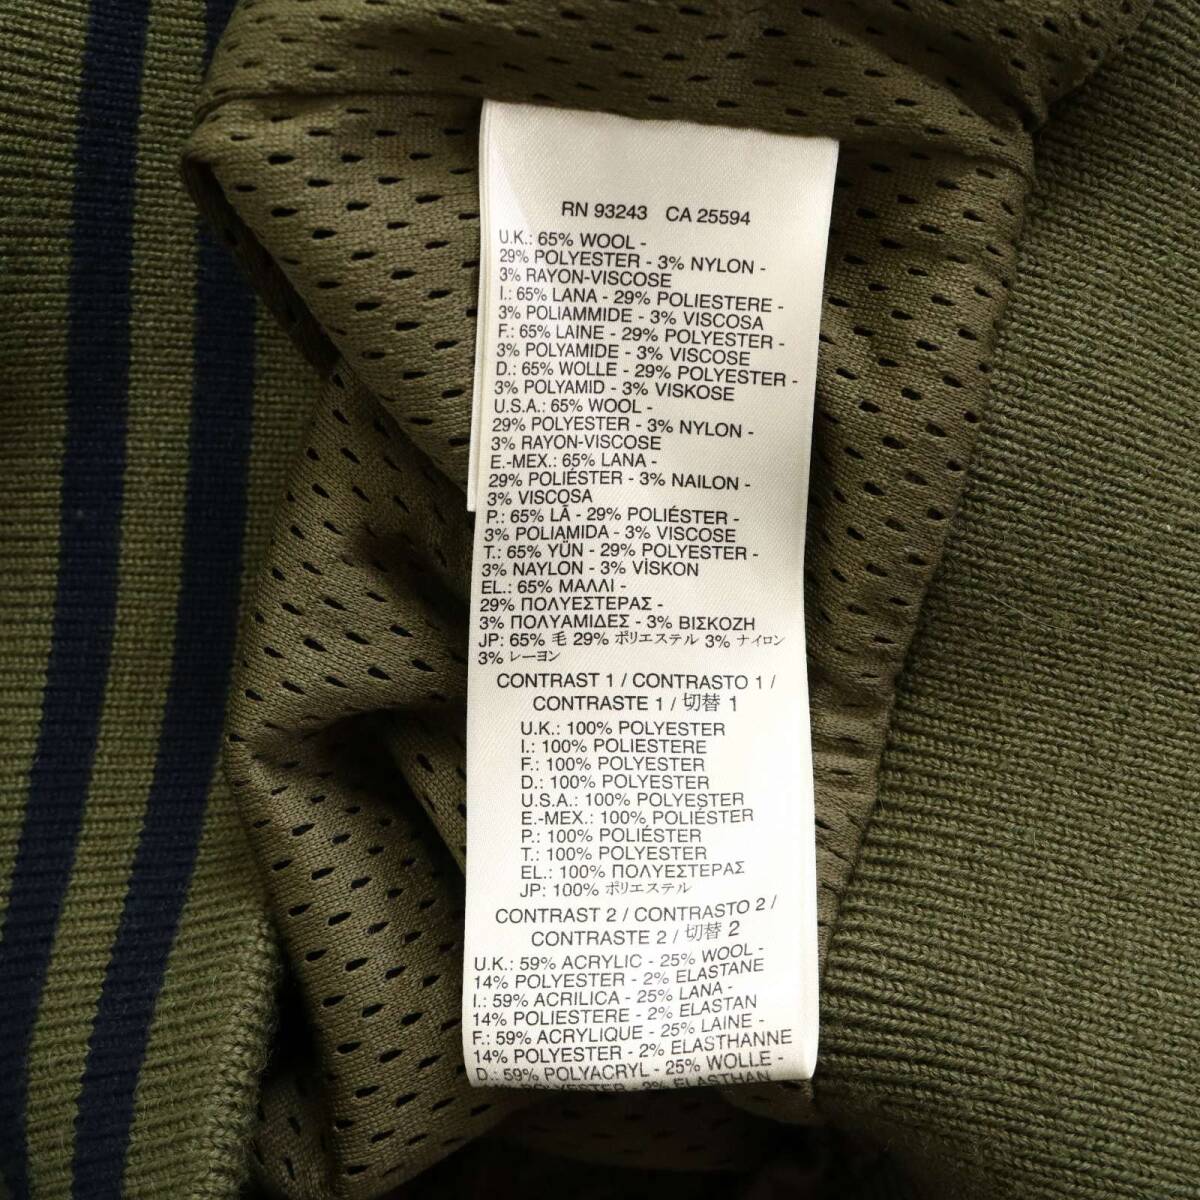 RN 93243 CA 25594
U.K.: 65% WOOL -
29% POLYESTER - 3% NYLON -
3% RAYON-VISCOSE
I.: 65% LANA - 29% POLIESTERE -
3% POLIAMMIDE - 3% VISCOSA
F.: 65% LAINE - 29% POLYESTER -
3% POLYAMIDE - 3% VISCOSE
D.: 65% WOLLE - 29% POLYESTER -
3% POLYAMID - 3% VISKOSE
U.S.A.: 65% WOOL -
29% POLYESTER - 3% NYLON -
3% RAYON-VISCOSE
E.-MEX.: 65% LANA -
29% POLIÉSTER - 3% NAILON -
3% VISCOSA
P.: 65% LÃ - 29% POLIÉSTER -
3% POLIAMIDA - 3% VISCOSE
T.: 65% YÜN - 29% POLYESTER -
3% NAYLON - 3% VİSKON
EL.: 65% ΜΑΛΛΙ -
29% ΠΟΛΥΕΣΤΕΡΑΣ -
3% ΠΟΛΥΑΜΙΔΕΣ - 3% ΒΙΣΚΟΖΗ
JP: 65% 毛 29% ポリエステル 3% ナイロン
3% レーヨン
CONTRAST 1 / CONTRASTO 1 /
CONTRASTE 1 / 切替 1
U.K.: 100% POLYESTER
I.: 100% POLIESTERE
F.: 100% POLYESTER
D.: 100% POLYESTER
U.S.A.: 100% POLYESTER
E.-MEX.: 100% POLIÉSTER
P.: 100% POLIÉSTER
T.: 100% POLYESTER
EL.: 100% ΠΟΛΥΕΣΤΕΡΑΣ
JP: 100% ポリエステル
CONTRAST 2 / CONTRASTO 2 /
CONTRASTE 2 / 切替 2
U.K.: 59% ACRYLIC - 25% WOOL -
14% POLYESTER - 2% ELASTANE
I.: 59% ACRILICA - 25% LANA -
14% POLIESTERE - 2% ELASTAN
F.: 59% ACRYLIQUE - 25% LAINE -
14% POLYESTER - 2% ELASTHANNE
D.: 59% POLYACRYL - 25% WOLLE -
POLYESTER - 2% ELASTHAN